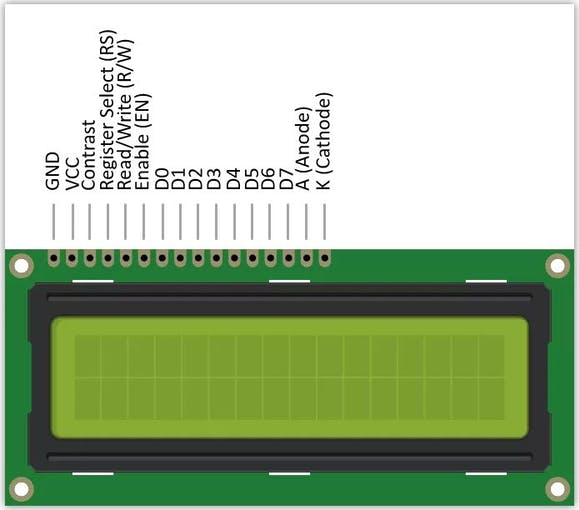 GND
VCC
Contrast
Register Select (RS)
Read/Write (R/W)
Enable (EN)
D0
D1
D2
D3
D4
D5
D6
D7
A (Anode)
K (Cathode)